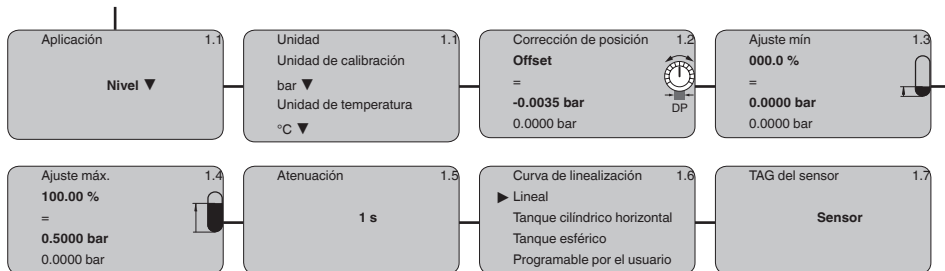 Aplicación 1.1
Nivel ▼
Unidad 1.1
Unidad de calibración
bar ▼
Unidad de temperatura
°C ▼
Corrección de posición 1.2
Offset
=
-0.0035 bar
0.0000 bar
DP
Ajuste mín 1.3
000.0 %
=
0.0000 bar
0.0000 bar
Ajuste máx. 1.4
100.00 %
=
0.5000 bar
0.0000 bar
Atenuación 1.5
1 s
Curva de linealización 1.6
▶ Lineal
Tanque cilíndrico horizontal
Tanque esférico
Programable por el usuario
TAG del sensor 1.7
Sensor